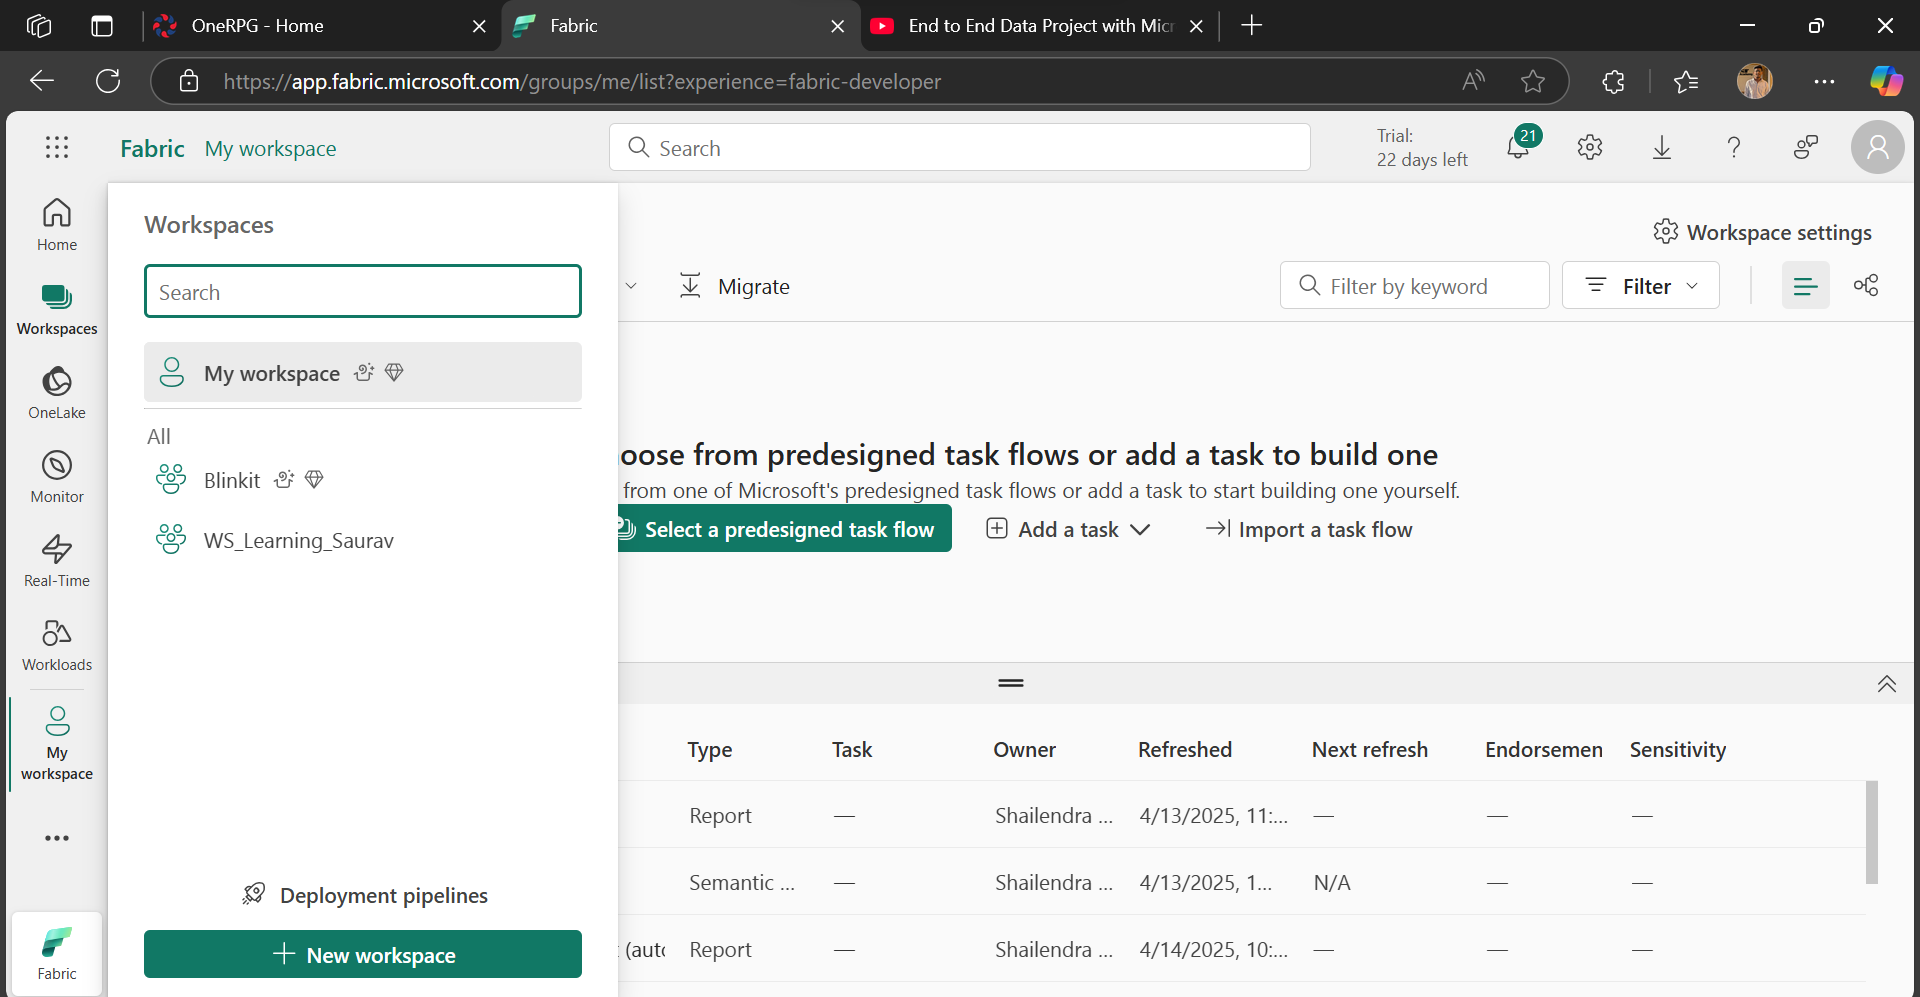 OneRPG - Home
Fabric
End to End Data Project with Micr
https://app.fabric.microsoft.com/groups/me/list?experience=fabric-developer
Fabric My workspace
Search
Trial:
22 days left
21
Home
Workspaces
OneLake
Monitor
Real-Time
Workloads
My
workspace
Fabric
Workspaces
Search
My workspace
All
Blinkit
WS_Learning_Saurav
Deployment pipelines
New workspace
Workspace settings
Migrate
Filter by keyword
Filter
oose from predesigned task flows or add a task to build one
from one of Microsoft's predesigned task flows or add a task to start building one yourself.
Select a predesigned task flow
Add a task
Import a task flow
Type Task Owner Refreshed Next refresh Endorsemen Sensitivity
Report — Shailendra ... 4/13/2025, 11:... — — —
Semantic ... — Shailendra ... 4/13/2025, 1... N/A — —
(auto Report — Shailendra ... 4/14/2025, 10:... — — —